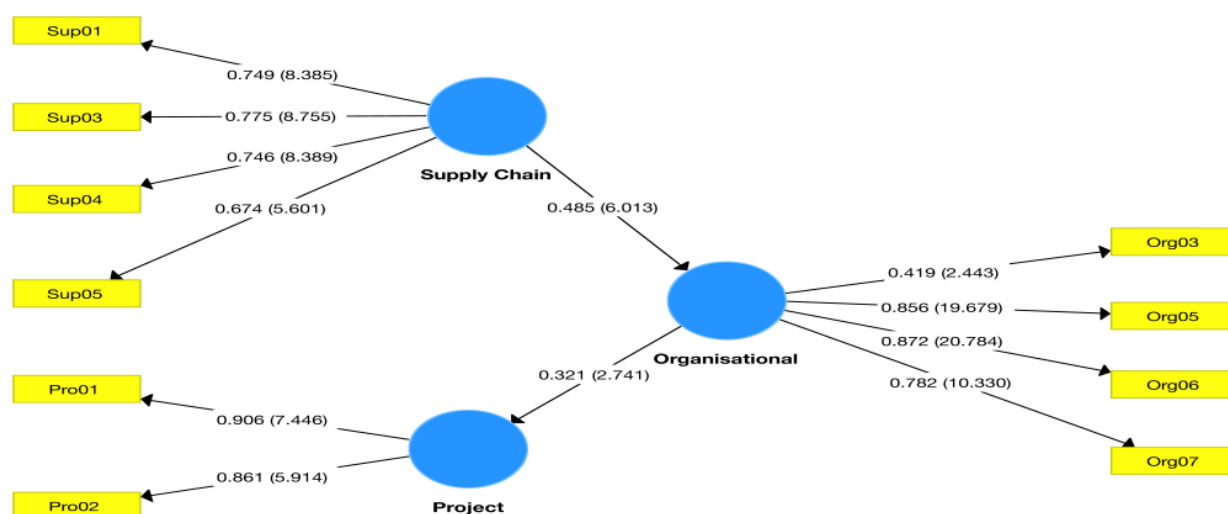 Sup01
0.749 (8.385)
Sup03
0.775 (8.755)
Sup04
0.746 (8.389)
Supply Chain
Sup05
0.674 (5.601)
0.485 (6.013)
Org03
0.419 (2.443)
Org05
0.856 (19.679)
Organisational
0.872 (20.784)
Org06
0.782 (10.330)
Org07
0.321 (2.741)
Pro01
0.906 (7.446)
0.861 (5.914)
Pro02
Project